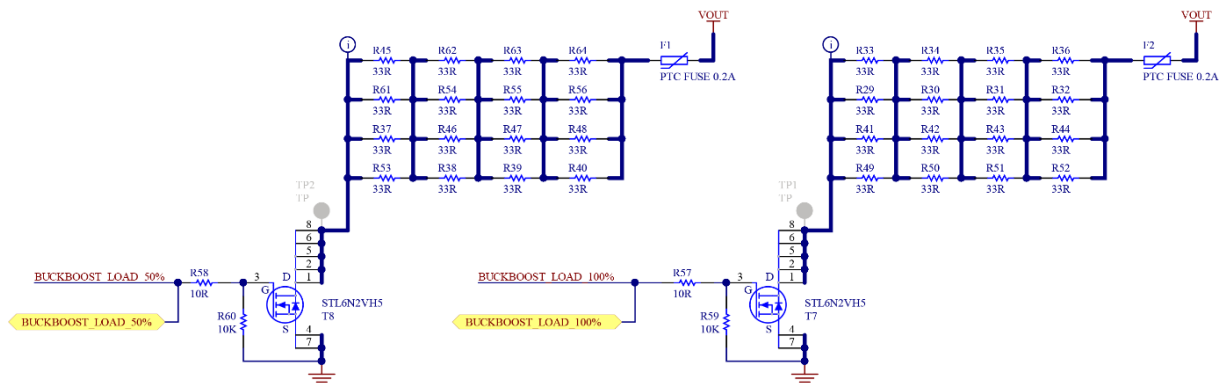 VOUT
VOUT
i
R45
R62
R63
R64
F1
33R
33R
33R
33R
PTC FUSE 0.2A
R61
R54
R55
R56
33R
33R
33R
33R
R37
R46
R47
R48
33R
33R
33R
33R
R53
R38
R39
R40
33R
33R
33R
33R
TP2
TP
8
6
5
2
1
BUCKBOOST_LOAD_50%
R58
10R
3
D
G
S
STL6N2VH5
T8
BUCKBOOST_LOAD_50%
R60
10K
4
7
i
R33
R34
R35
R36
F2
33R
33R
33R
33R
PTC FUSE 0.2A
R29
R30
R31
R32
33R
33R
33R
33R
R41
R42
R43
R44
33R
33R
33R
33R
R49
R50
R51
R52
33R
33R
33R
33R
TP1
TP
8
6
5
2
1
BUCKBOOST_LOAD_100%
R57
10R
3
D
G
S
STL6N2VH5
T7
BUCKBOOST_LOAD_100%
R59
10K
4
7